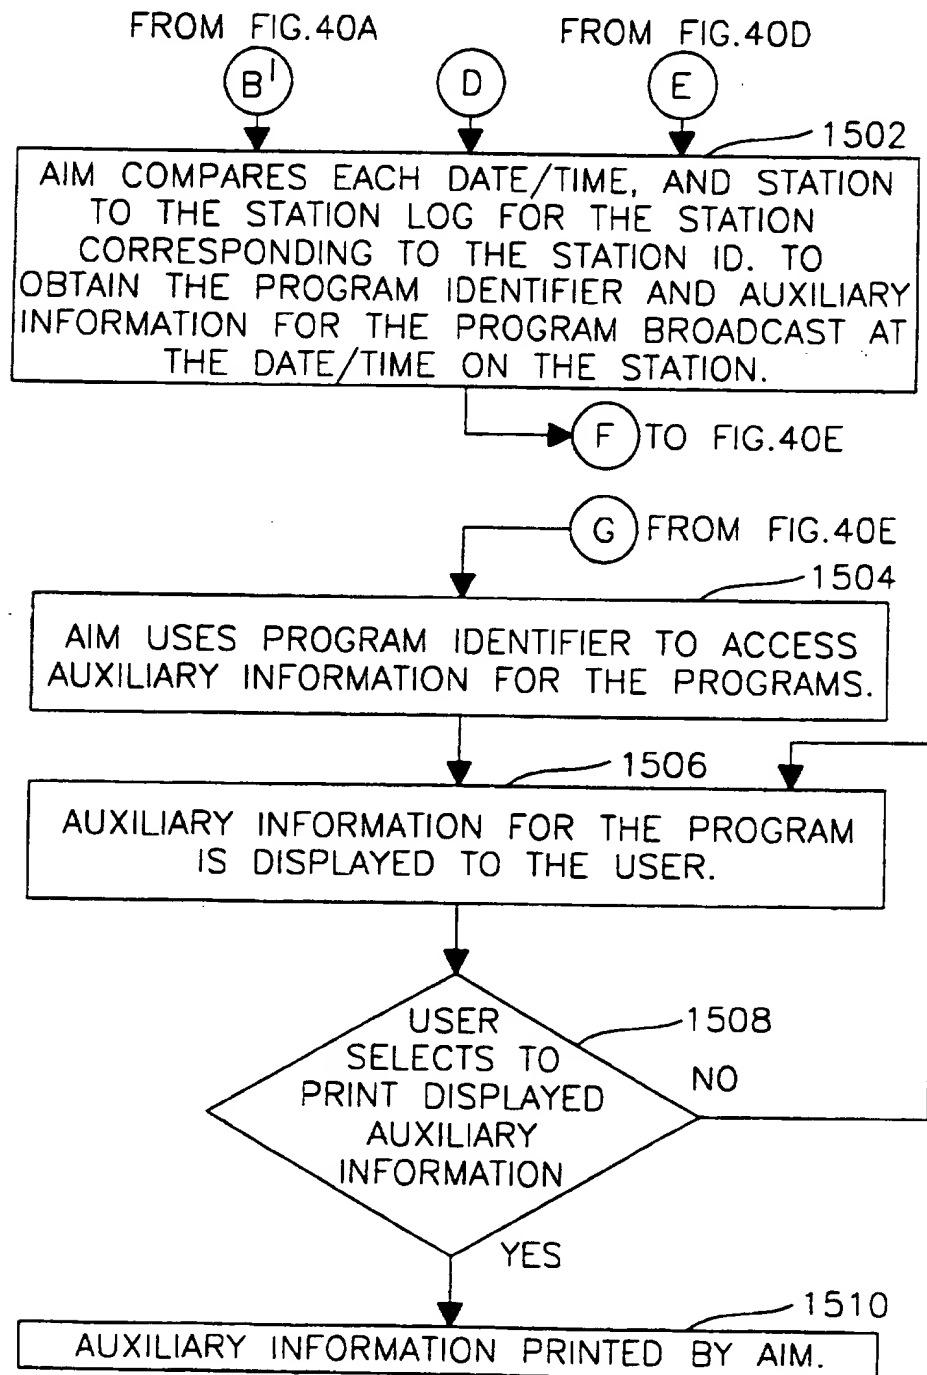 FROM FIG.40A
FROM FIG.40D
B'
D
E
1502
AIM COMPARES EACH DATE/TIME, AND STATION
TO THE STATION LOG FOR THE STATION
CORRESPONDING TO THE STATION ID. TO
OBTAIN THE PROGRAM IDENTIFIER AND AUXILIARY
INFORMATION FOR THE PROGRAM BROADCAST AT
THE DATE/TIME ON THE STATION.
F TO FIG.40E
G FROM FIG.40E
1504
AIM USES PROGRAM IDENTIFIER TO ACCESS
AUXILIARY INFORMATION FOR THE PROGRAMS.
1506
AUXILIARY INFORMATION FOR THE PROGRAM
IS DISPLAYED TO THE USER.
1508
USER
SELECTS TO
PRINT DISPLAYED
AUXILIARY
INFORMATION
NO
YES
1510
AUXILIARY INFORMATION PRINTED BY AIM.